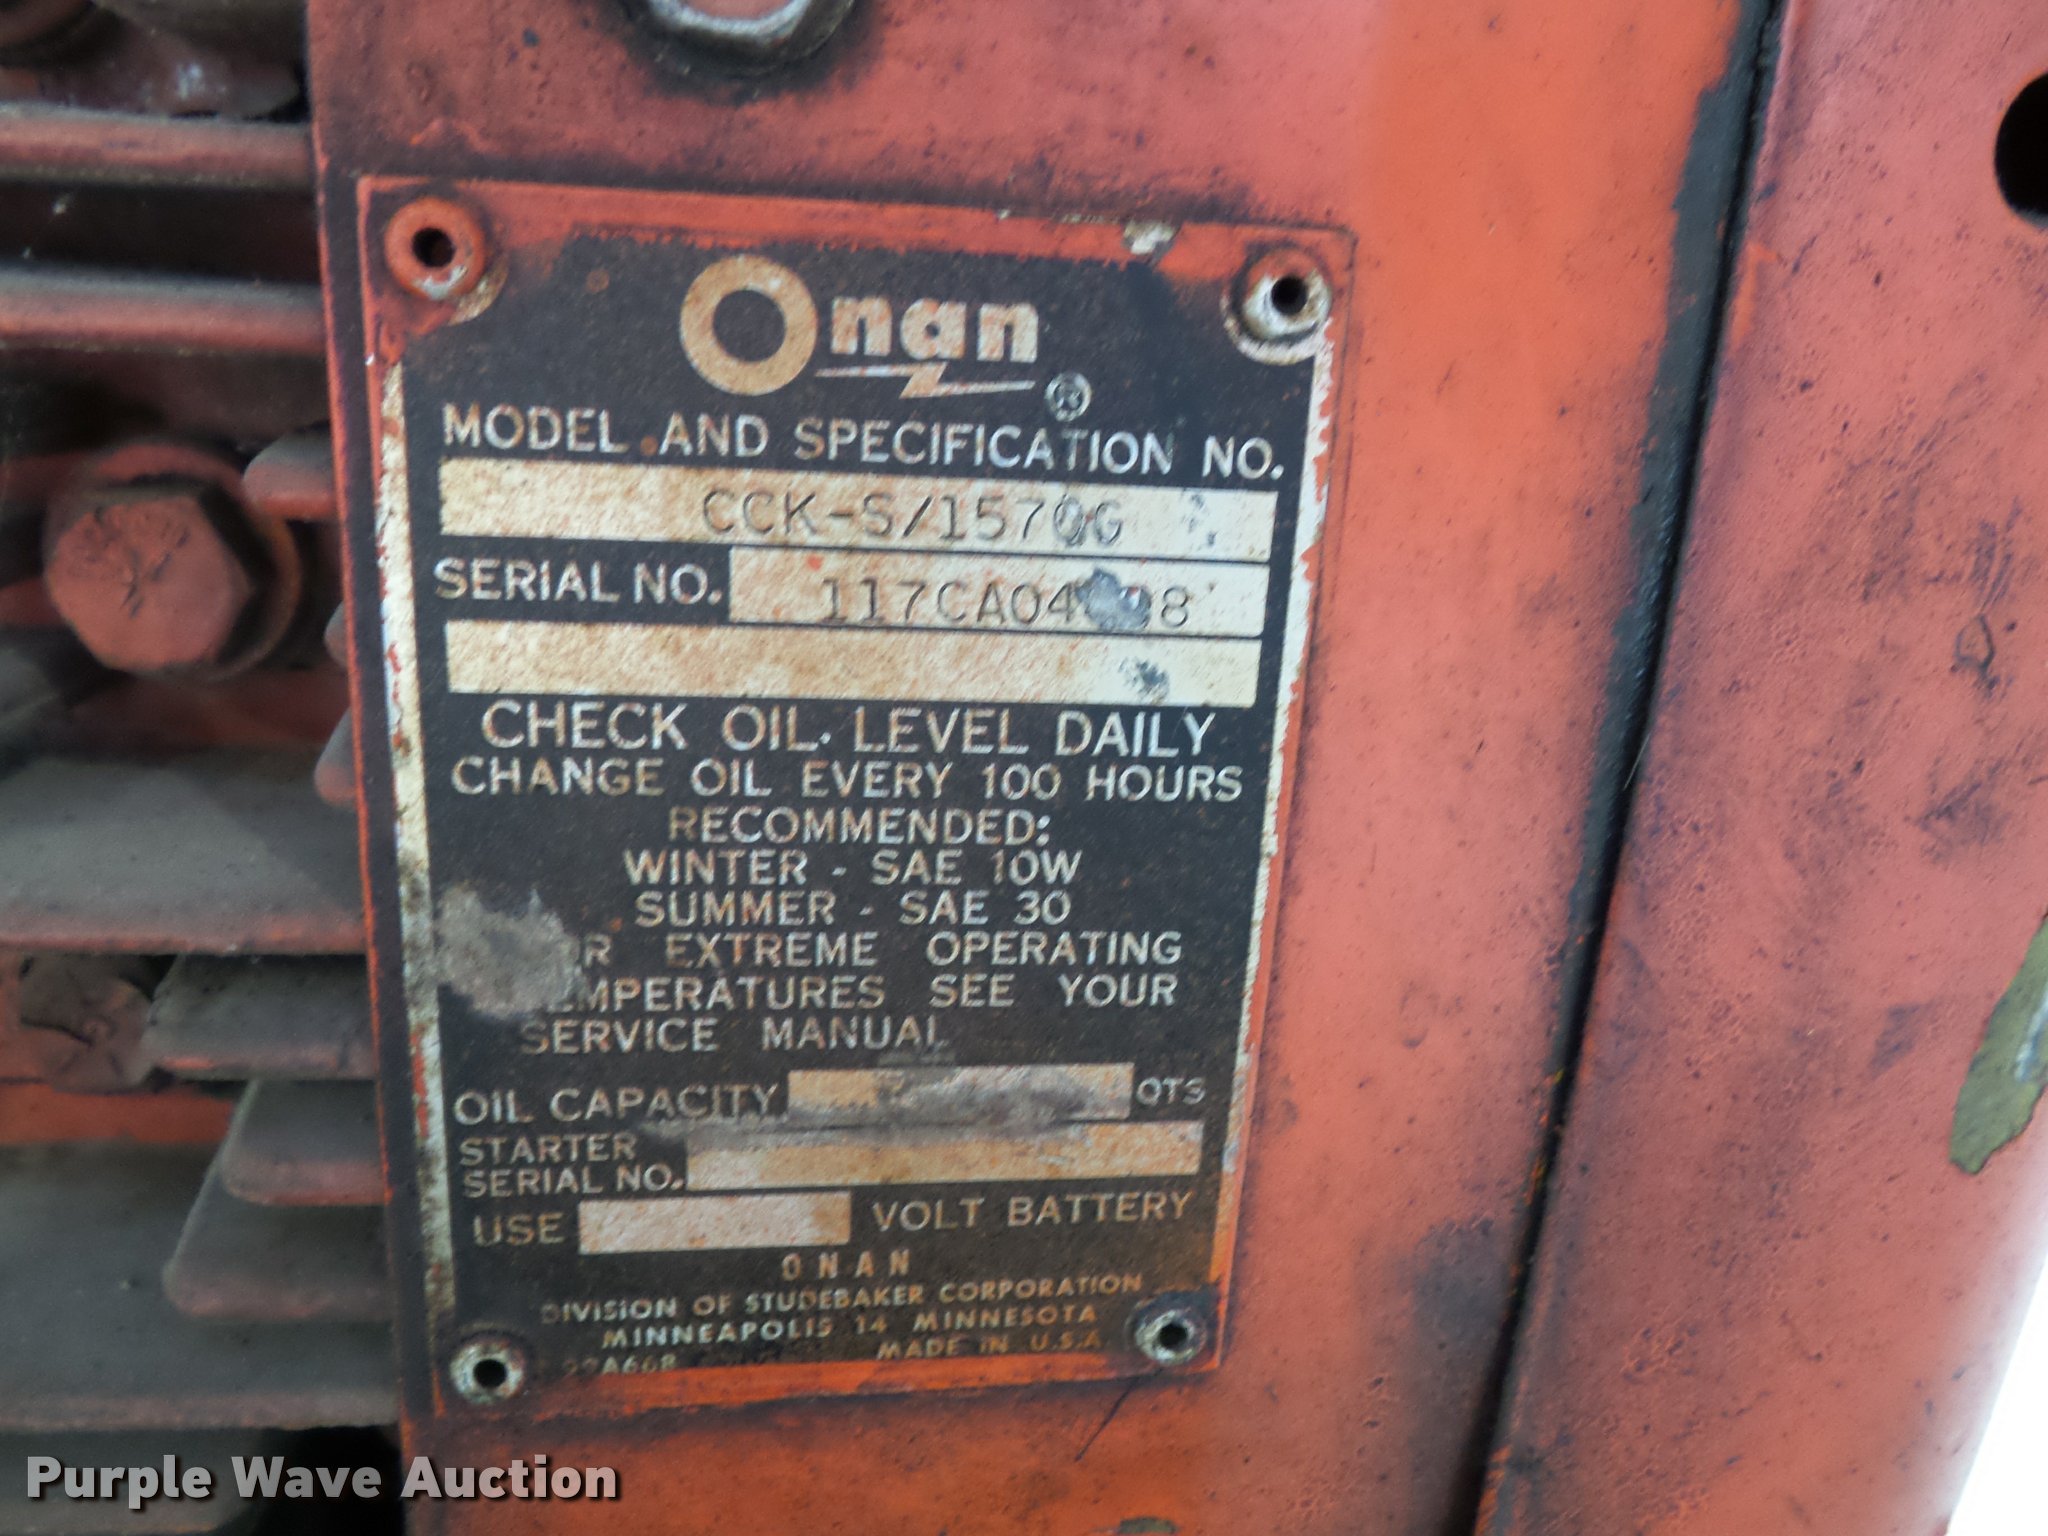 Onan ®
MODEL AND SPECIFICATION NO.
CCK-S/1570G
SERIAL NO.
CHECK OIL LEVEL DAILY
CHANGE OIL EVERY 100 HOURS
RECOMMENDED:
WINTER - SAE 10W
SUMMER - SAE 30
EXTREME OPERATING
TEMPERATURES SEE YOUR
SERVICE MANUAL
OIL CAPACITY QTS
STARTER
SERIAL NO.
USE VOLT BATTERY
ONAN
DIVISION OF STUDEBAKER CORPORATION
MINNEAPOLIS 14 MINNESOTA
MADE IN U.S.A.
Purple Wave Auction